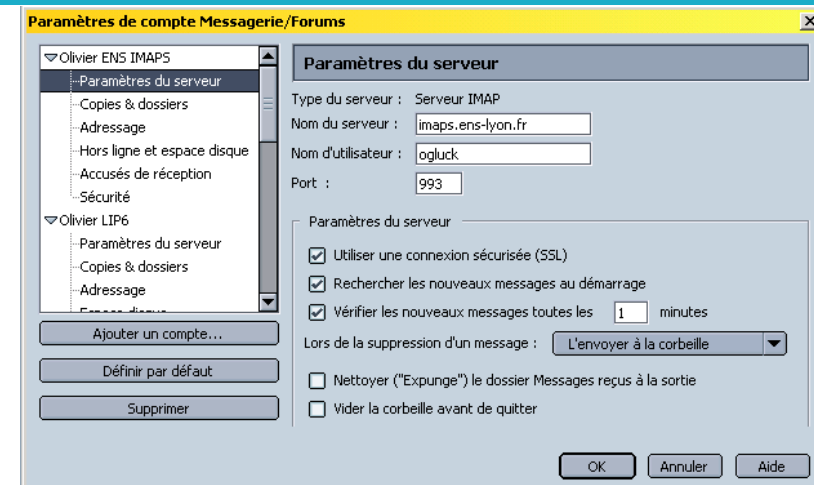 Paramètres de compte Messagerie/Forums
Olivier ENS IMAPS
Paramètres du serveur
Copies & dossiers
Adressage
Hors ligne et espace disque
Accusés de réception
Sécurité
Olivier LIP6
Paramètres du serveur
Copies & dossiers
Adressage
Espace disque
Ajouter un compte...
Définir par défaut
Supprimer
Paramètres du serveur
Type du serveur : Serveur IMAP
Nom du serveur : imaps.ens-lyon.fr
Nom d'utilisateur : ogluck
Port : 993
Paramètres du serveur
Utiliser une connexion sécurisée (SSL)
Rechercher les nouveaux messages au démarrage
Vérifier les nouveaux messages toutes les 1 minutes
Lors de la suppression d'un message : L'envoyer à la corbeille
Nettoyer ("Expunge") le dossier Messages reçus à la sortie
Vider la corbeille avant de quitter
OK Annuler Aide